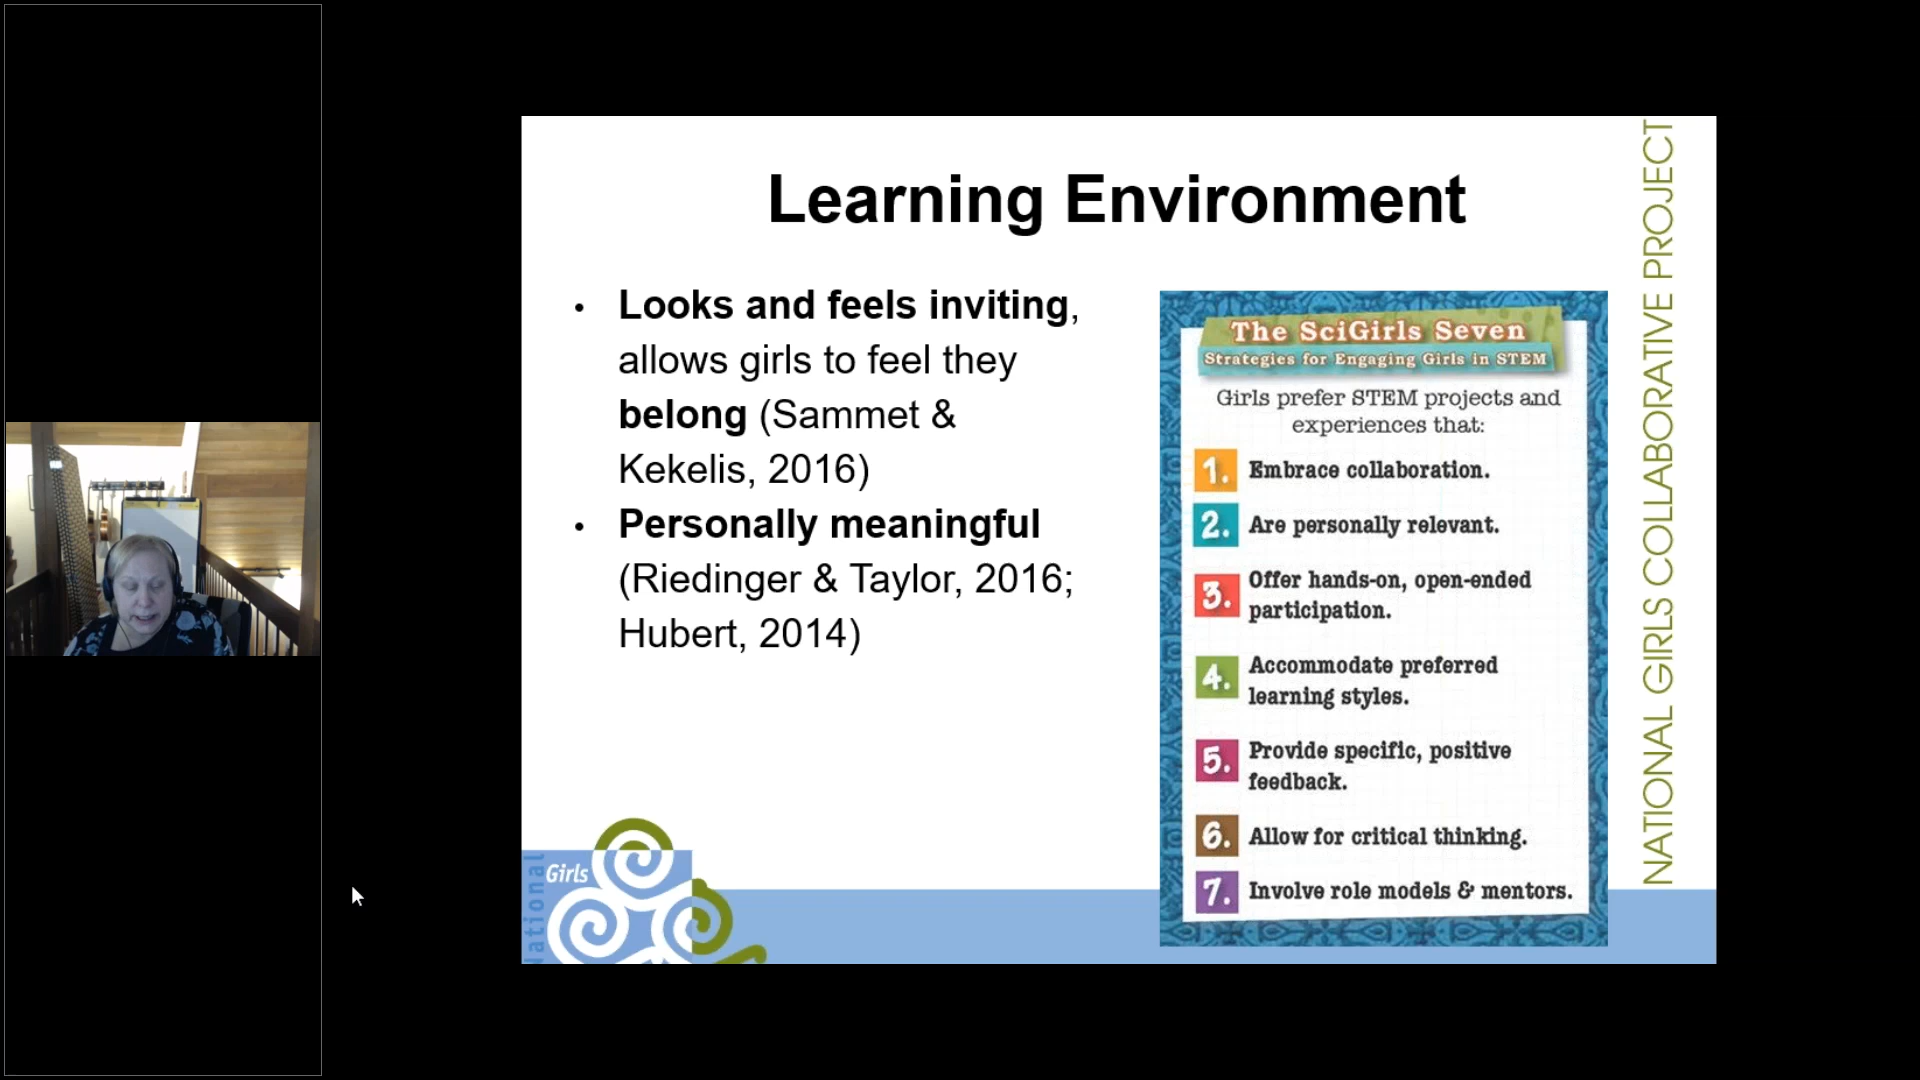 Learning Environment
• Looks and feels inviting,
allows girls to feel they
belong (Sammet &
Kekelis, 2016)
• Personally meaningful
(Riedinger & Taylor, 2016;
Hubert, 2014)
The SciGirls Seven
Strategies for Engaging Girls in STEM
Girls prefer STEM projects and
experiences that:
1. Embrace collaboration.
2. Are personally relevant.
3. Offer hands-on, open-ended
participation.
4. Accommodate preferred
learning styles.
5. Provide specific, positive
feedback.
6. Allow for critical thinking.
7. Involve role models & mentors.
NATIONAL GIRLS COLLABORATIVE PROJECT
National
Girls